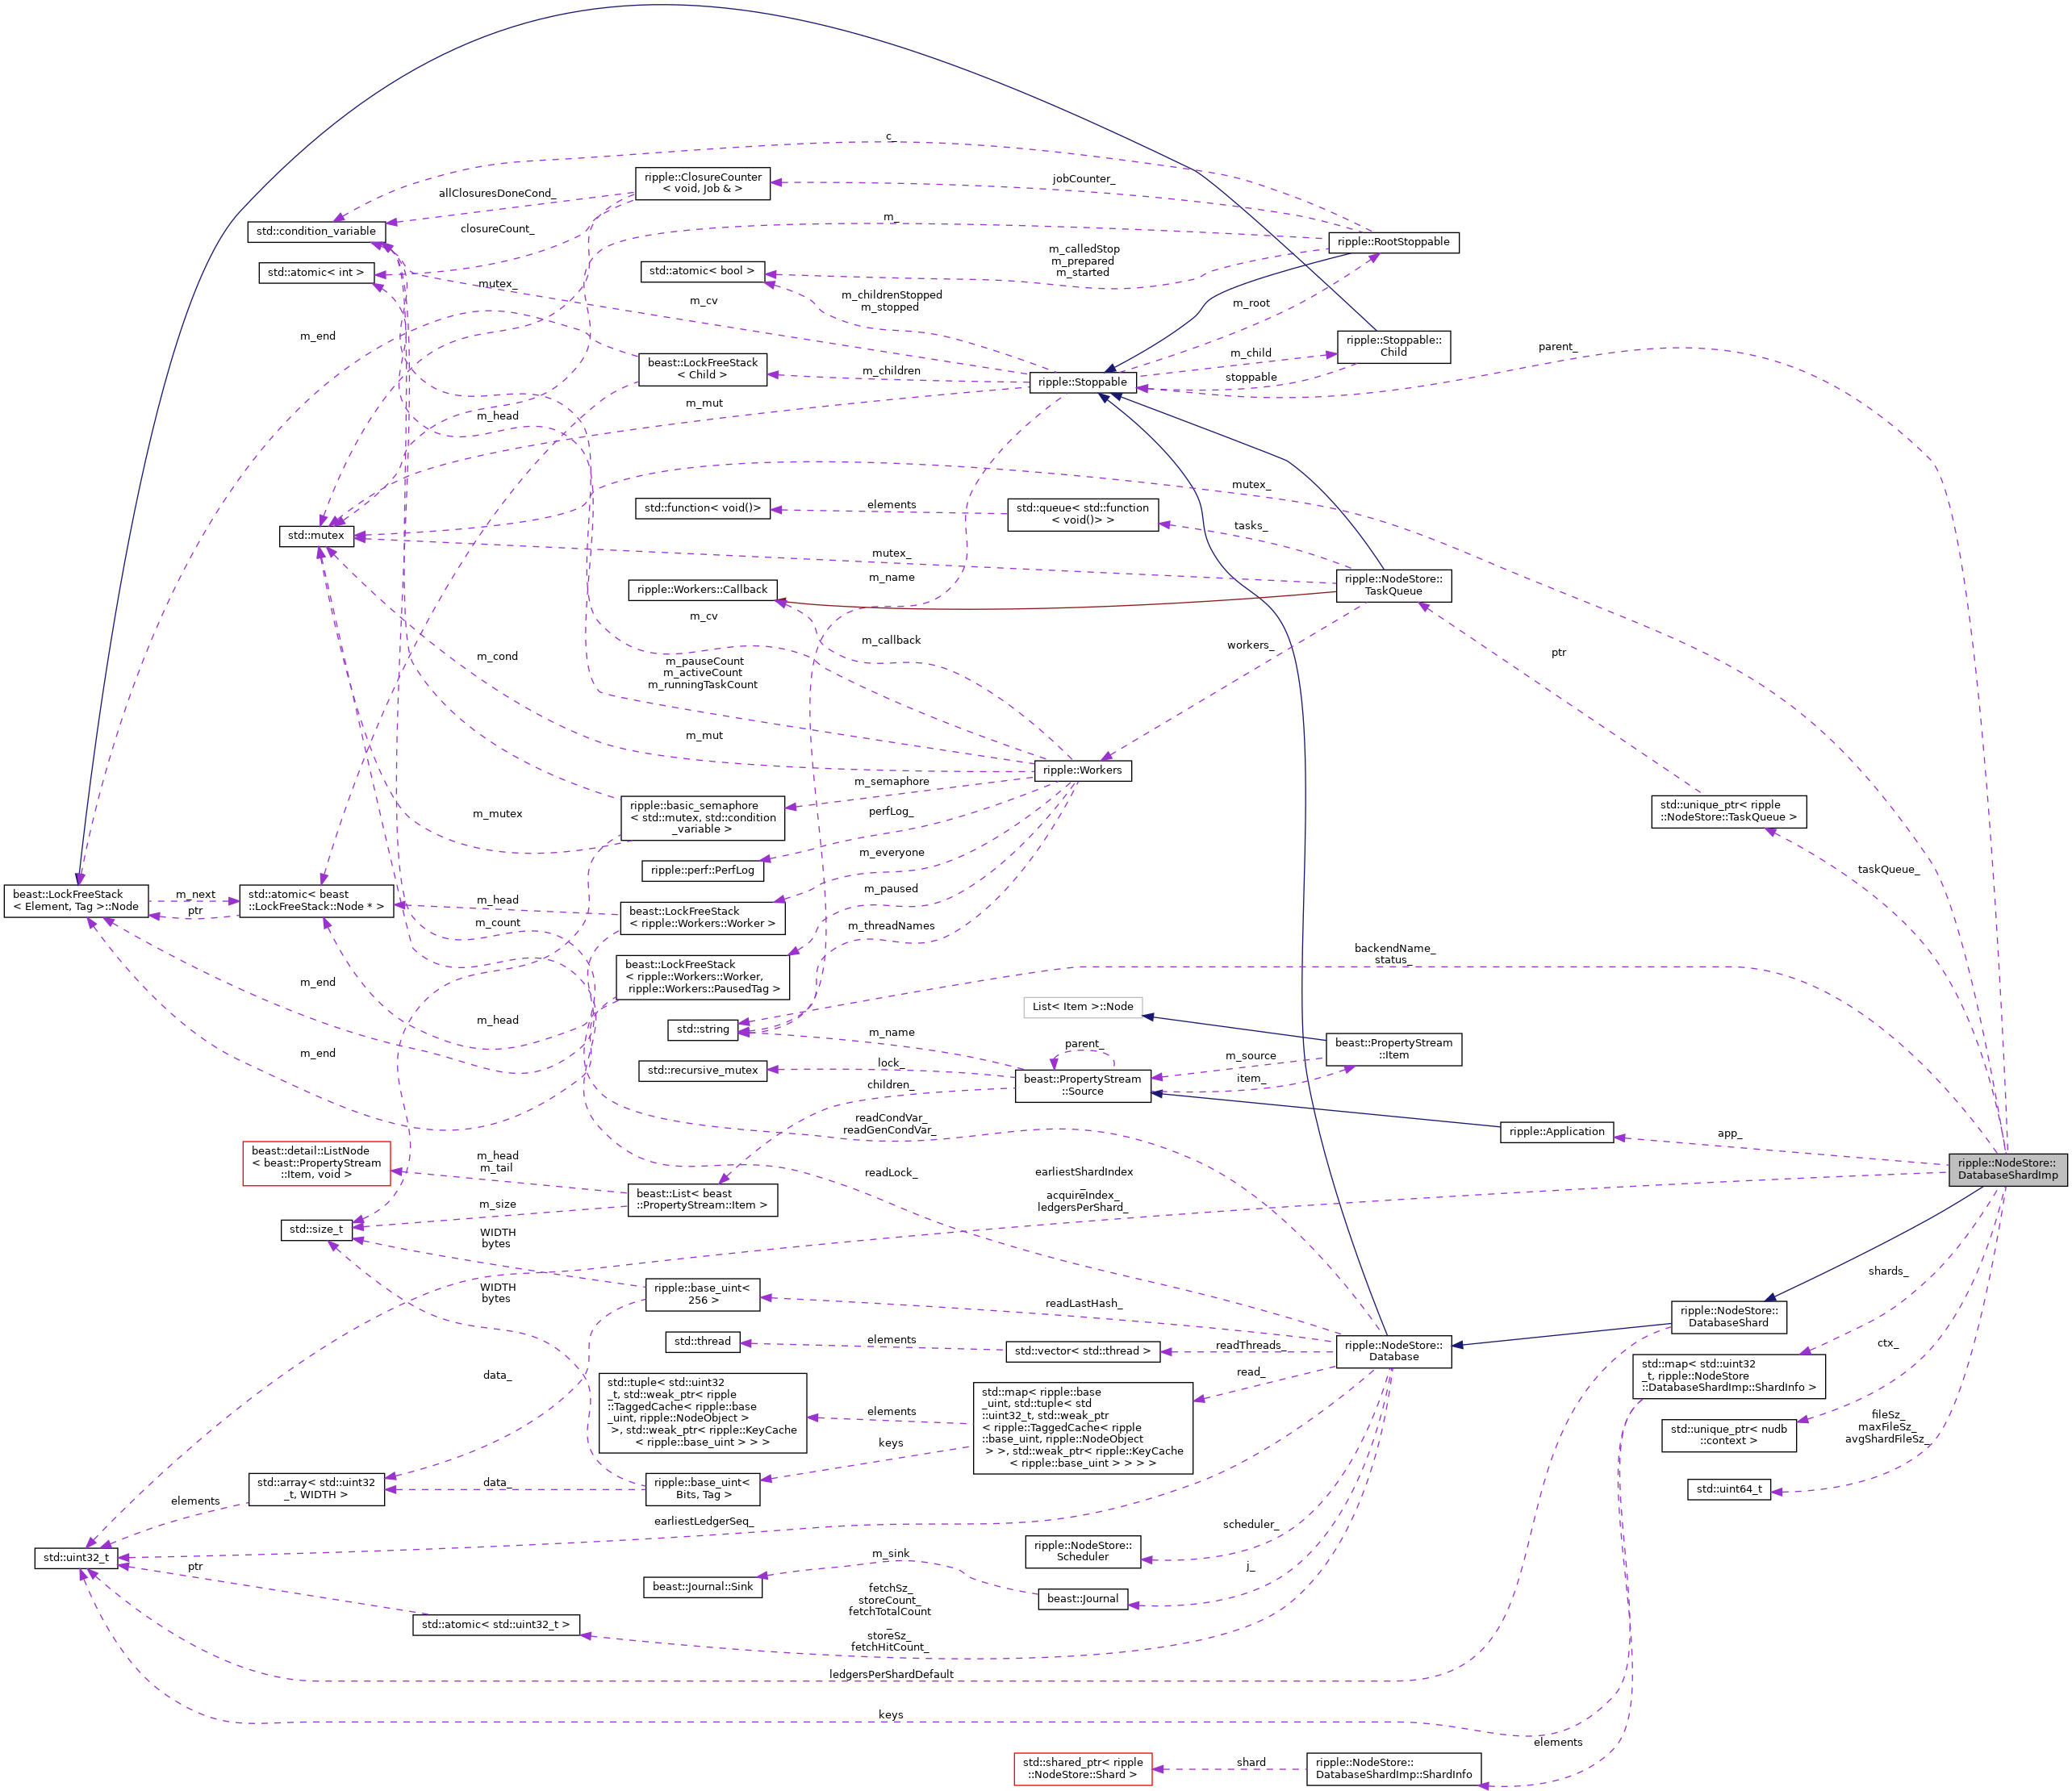 c_
ripple::ClosureCounter
< void, Job & >
jobCounter_
allClosuresDoneCond_
m_
closureCount_
std::condition_variable
ripple::RootStoppable
m_calledStop
m_prepared
m_started
std::atomic< int >
std::atomic< bool >
mutex_
m_childrenStopped
m_stopped
m_cv
m_root
m_end
ripple::Stoppable::
Child
parent_
m_child
beast::LockFreeStack
< Child >
m_children
stoppable
ripple::Stoppable
m_mut
m_head
mutex_
std::function< void()>
elements
std::queue< std::function
< void()> >
tasks_
std::mutex
mutex_
m_name
ripple::NodeStore::
TaskQueue
ripple::Workers::Callback
m_cv
m_callback
workers_
ptr
m_cond
m_pauseCount
m_activeCount
m_runningTaskCount
m_mut
ripple::Workers
m_semaphore
ripple::basic_semaphore
< std::mutex, std::condition
_variable >
perfLog_
m_mutex
std::unique_ptr< ripple
::NodeStore::TaskQueue >
m_everyone
ripple::perf::PerfLog
taskQueue_
beast::LockFreeStack
< Element, Tag >::Node
m_next
ptr
std::atomic< beast
::LockFreeStack::Node * >
m_head
m_paused
beast::LockFreeStack
< ripple::Workers::Worker >
m_count
m_threadNames
backendName_
status_
beast::LockFreeStack
< ripple::Workers::Worker,
 ripple::Workers::PausedTag >
m_end
List< Item >::Node
m_head
std::string
m_name
m_end
parent_
m_source
beast::PropertyStream
::Item
lock_
std::recursive_mutex
item_
beast::PropertyStream
::Source
children_
readCondVar_
readGenCondVar_
ripple::Application
app_
beast::detail::ListNode
< beast::PropertyStream
::Item, void >
m_head
m_tail
readLock_
earliestShardIndex
_
acquireIndex_
ledgersPerShard_
ripple::NodeStore::
DatabaseShardImp
beast::List< beast
::PropertyStream::Item >
m_size
std::size_t
WIDTH
bytes
shards_
WIDTH
bytes
ripple::base_uint<
256 >
readLastHash_
ripple::NodeStore::
DatabaseShard
std::thread
elements
std::vector< std::thread >
readThreads_
ripple::NodeStore::
Database
ctx_
data_
read_
std::map< std::uint32
_t, ripple::NodeStore
::DatabaseShardImp::ShardInfo >
std::tuple< std::uint32
_t, std::weak_ptr< ripple
::TaggedCache< ripple::base
_uint, ripple::NodeObject >
 >, std::weak_ptr< ripple::KeyCache
< ripple::base_uint > > >
elements
keys
std::map< ripple::base
_uint, std::tuple< std
::uint32_t, std::weak_ptr
< ripple::TaggedCache< ripple
::base_uint, ripple::NodeObject
 > >, std::weak_ptr< ripple::KeyCache
< ripple::base_uint > > > >
fileSz_
maxFileSz_
avgShardFileSz_
std::unique_ptr< nudb
::context >
std::array< std::uint32
_t, WIDTH >
data_
ripple::base_uint<
Bits, Tag >
std::uint64_t
elements
earliestLedgerSeq_
scheduler_
std::uint32_t
ptr
m_sink
ripple::NodeStore::
Scheduler
j_
beast::Journal::Sink
beast::Journal
fetchSz_
storeCount_
fetchTotalCount
_
storeSz_
fetchHitCount_
std::atomic< std::uint32_t >
ledgersPerShardDefault
keys
elements
std::shared_ptr< ripple
::NodeStore::Shard >
shard
ripple::NodeStore::
DatabaseShardImp::ShardInfo